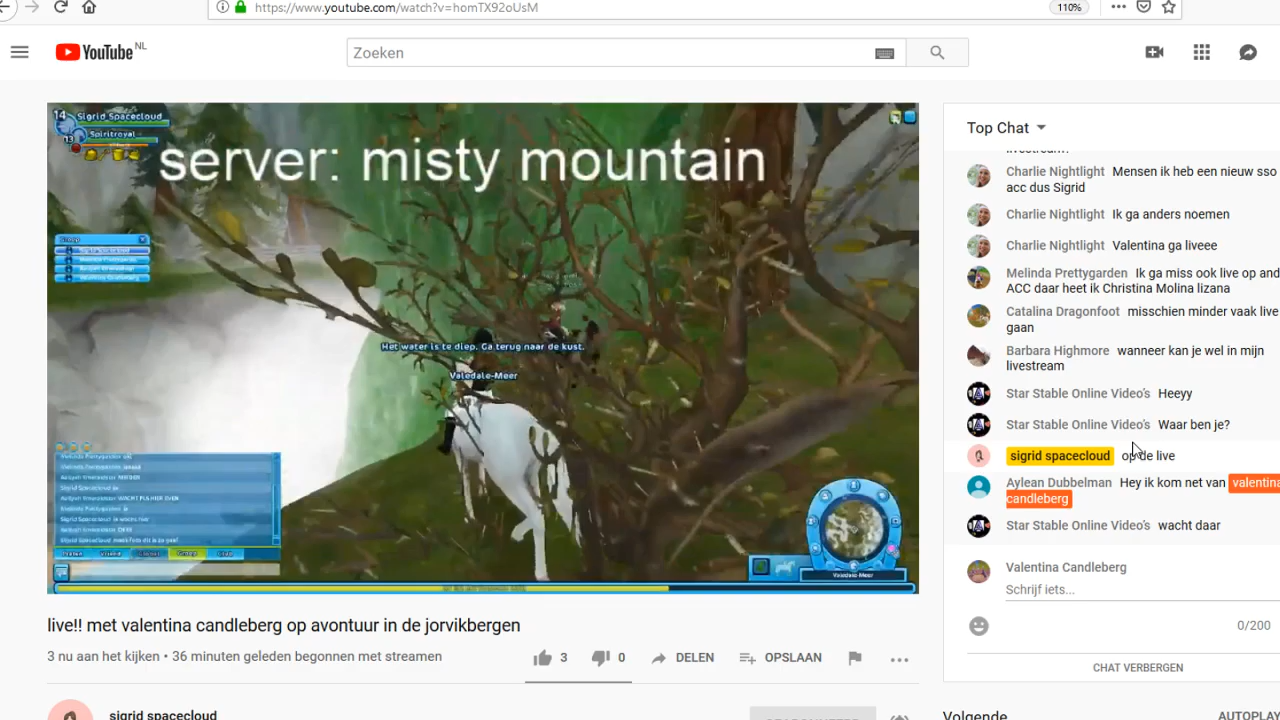 https://www.youtube.com/watch?v=homTX92oUsM
110%
YouTube NL
Zoeken
14 Sigrid Spacecloud
13 Spiritroyal
server: misty mountain
Het water is te diep. Ga terug naar de kust.
Valedale-Meer
Valedale-Meer
live!! met valentina candleberg op avontuur in de jorvikbergen
3 nu aan het kijken • 36 minuten geleden begonnen met streamen
3
0
DELEN
OPSLAAN
sigrid spacecloud
Top Chat
Charlie Nightlight Mensen ik heb een nieuw sso
acc dus Sigrid
Charlie Nightlight Ik ga anders noemen
Charlie Nightlight Valentina ga liveee
Melinda Prettygarden Ik ga miss ook live op and
ACC daar heet ik Christina Molina lizana
Catalina Dragonfoot misschien minder vaak live
gaan
Barbara Highmore wanneer kan je wel in mijn
livestream
Star Stable Online Video's Heeyy
Star Stable Online Video's Waar ben je?
sigrid spacecloud op de live
Aylean Dubbelman Hey ik kom net van valentina
candleberg
Star Stable Online Video's wacht daar
Valentina Candleberg
Schrijf iets...
0/200
CHAT VERBERGEN
Volgende
AUTOPLAY